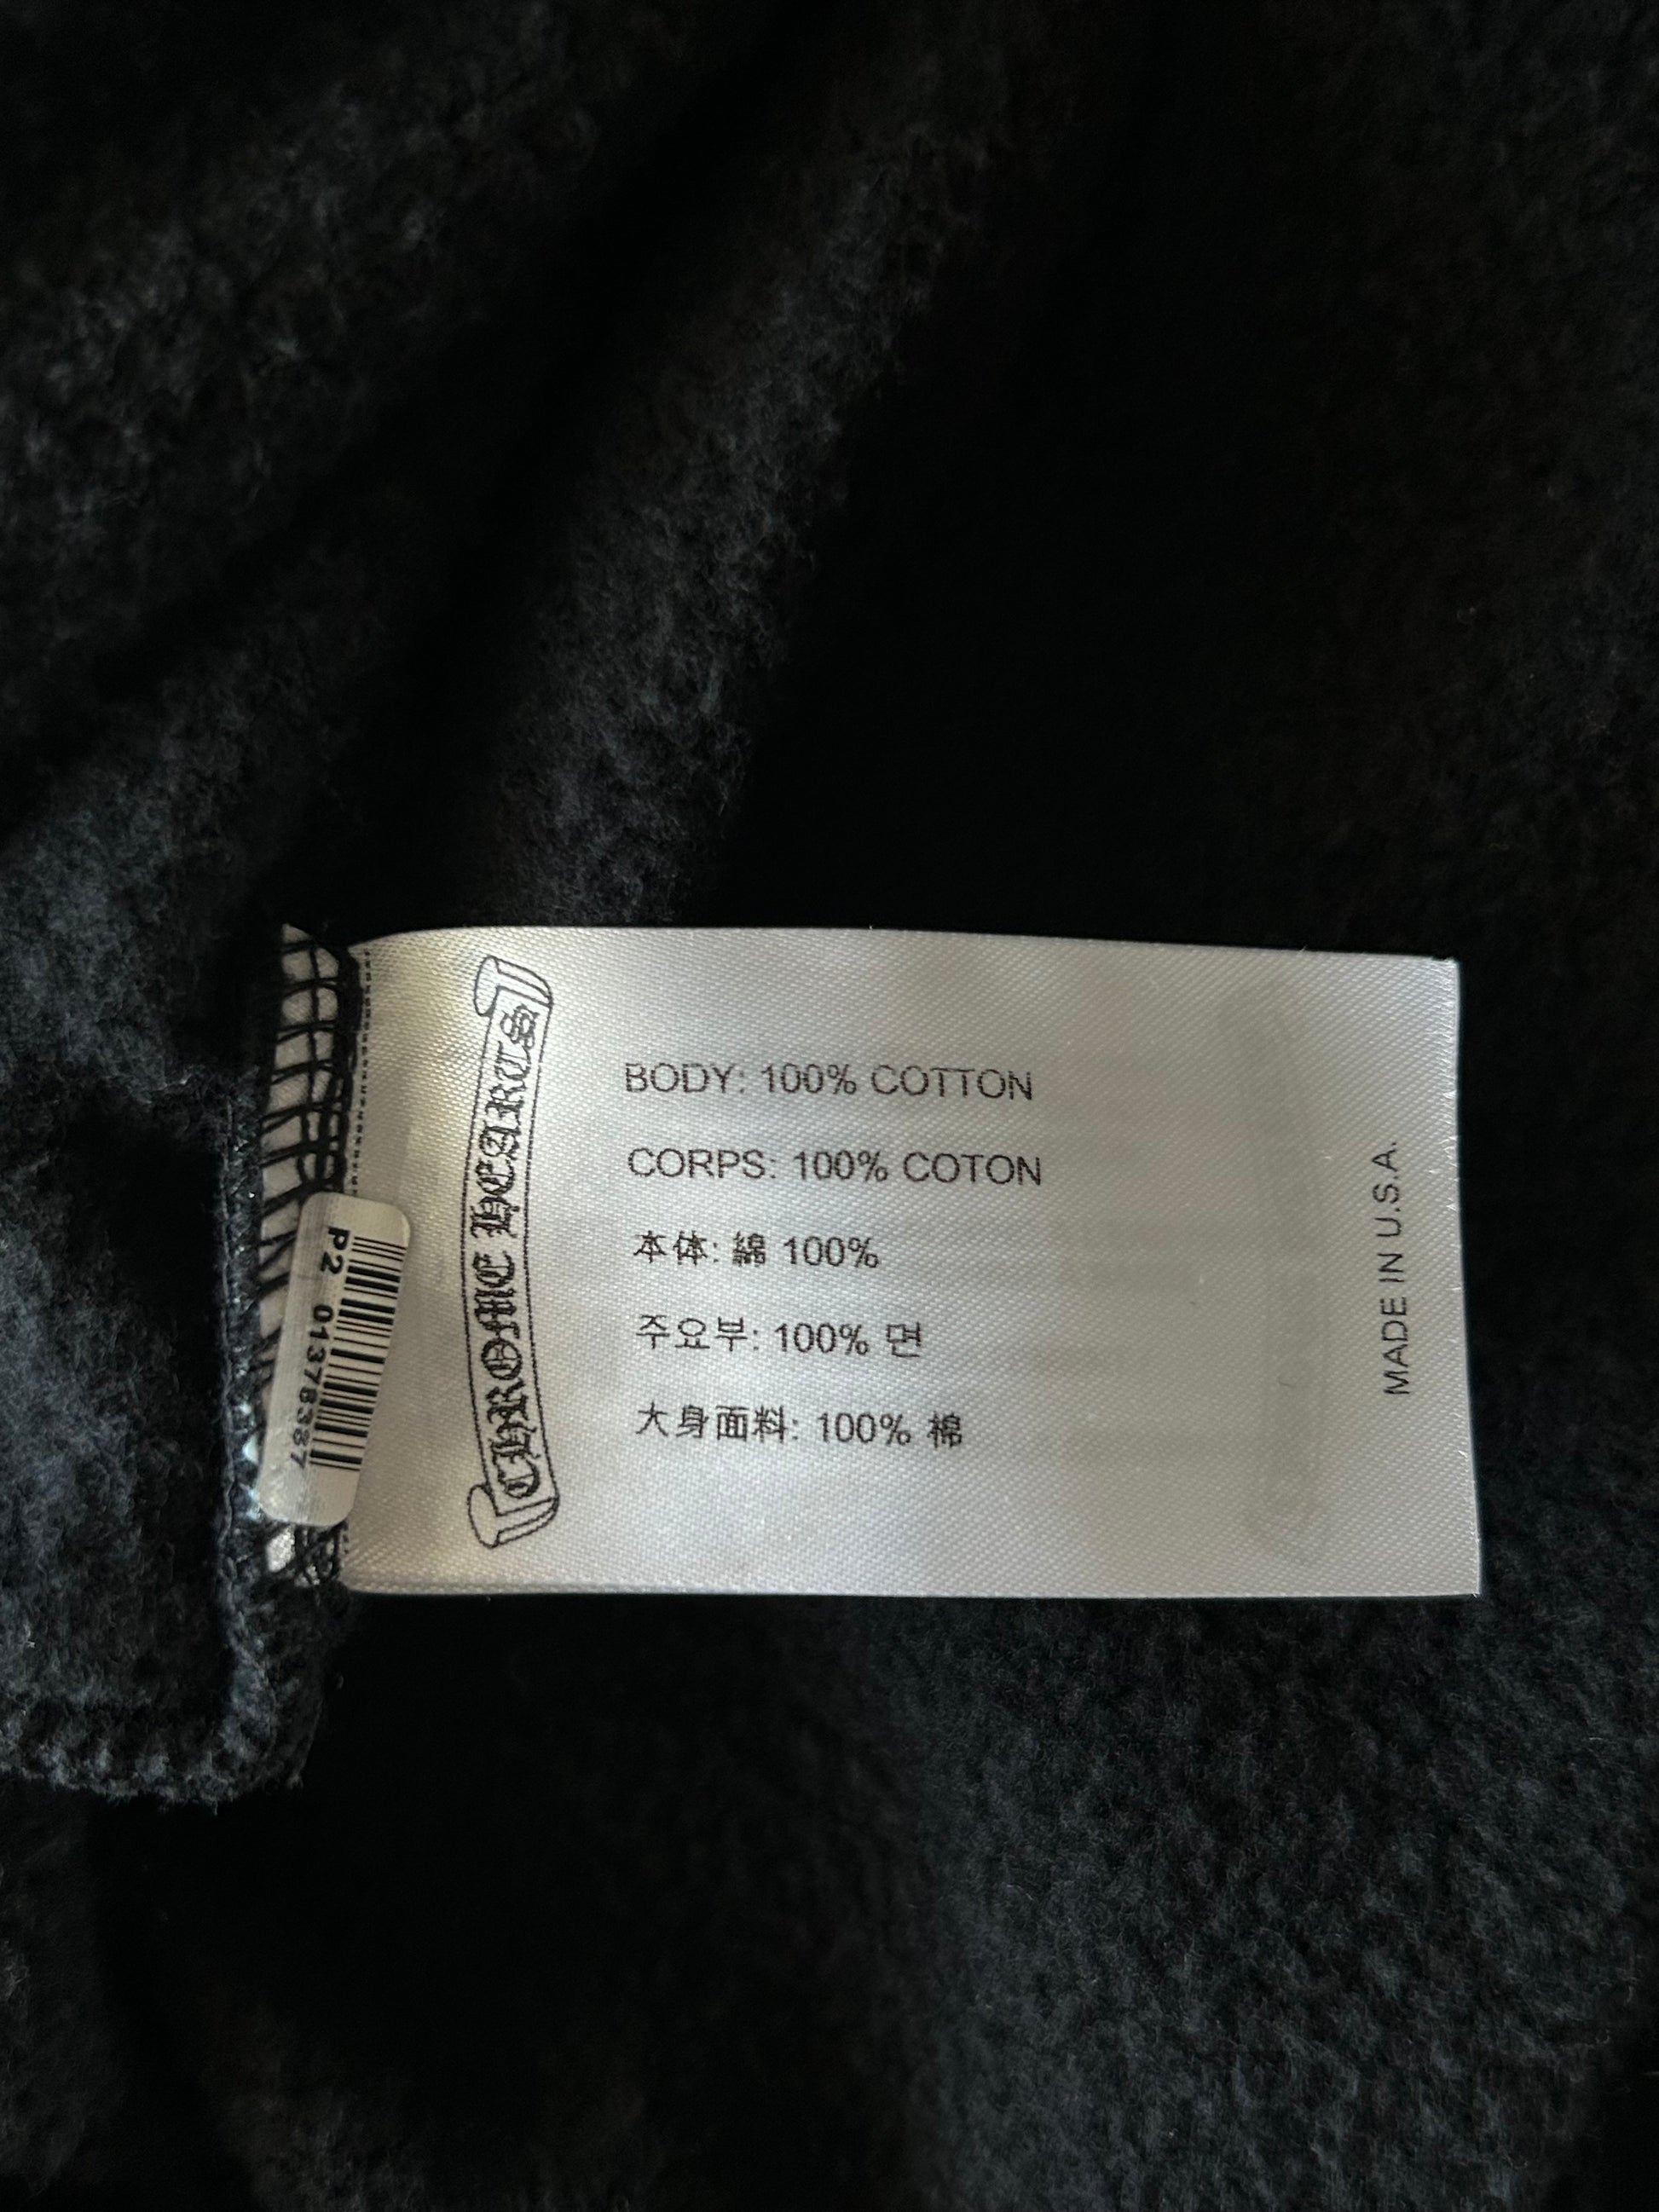 CHROME HEARTS
BODY: 100% COTTON
CORPS: 100% COTON
本体: 綿 100%
주요부: 100% 면
大身面料: 100% 棉
MADE IN U.S.A.
P2 013788387